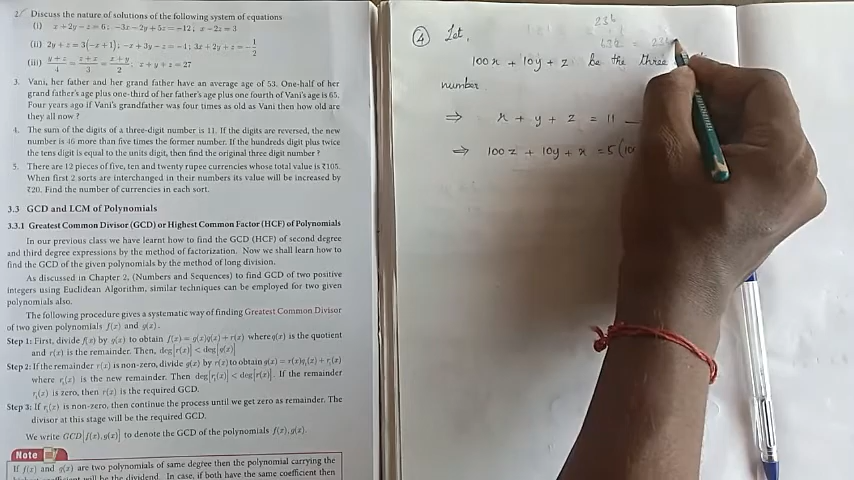 2. Discuss the nature of solutions of the following system of equations
(i) x + 2y − z = 6 ; −3x − 2y + 5z = −12 ; x − 2z = 3
(ii) 2y + z = 3(−x + 1) ; −x + 3y − z = −4 ; 3x + 2y + z = −1/2
(iii) (y + z)/4 = (z + x)/3 = (x + y)/2 ; x + y + z = 27
3. Vani, her father and her grand father have an average age of 53. One-half of her
grand father's age plus one-third of her father's age plus one fourth of Vani's age is 65.
Four years ago if Vani's grandfather was four times as old as Vani then how old are
they all now ?
4. The sum of the digits of a three-digit number is 11. If the digits are reversed, the new
number is 46 more than five times the former number. If the hundreds digit plus twice
the tens digit is equal to the units digit, then find the original three digit number ?
5. There are 12 pieces of five, ten and twenty rupee currencies whose total value is ₹105.
When first 2 sorts are interchanged in their numbers its value will be increased by
₹20. Find the number of currencies in each sort.
3.3 GCD and LCM of Polynomials
3.3.1 Greatest Common Divisor (GCD) or Highest Common Factor (HCF) of Polynomials
In our previous class we have learnt how to find the GCD (HCF) of second degree
and third degree expressions by the method of factorization. Now we shall learn how to
find the GCD of the given polynomials by the method of long division.
As discussed in Chapter 2, (Numbers and Sequences) to find GCD of two positive
integers using Euclidean Algorithm, similar techniques can be employed for two given
polynomials also.
The following procedure gives a systematic way of finding Greatest Common Divisor
of two given polynomials f(x) and g(x).
Step 1: First, divide f(x) by g(x) to obtain f(x) = g(x)q(x) + r(x) where q(x) is the quotient
and r(x) is the remainder. Then, deg[r(x)] < deg[g(x)]
Step 2: If the remainder r(x) is non-zero, divide g(x) by r(x) to obtain g(x) = r(x)q₁(x) + r₁(x)
where r₁(x) is the new remainder. Then deg[r₁(x)] < deg[r(x)]. If the remainder
r₁(x) is zero, then r(x) is the required GCD.
Step 3: If r₁(x) is non-zero, then continue the process until we get zero as remainder. The
divisor at this stage will be the required GCD.
We write GCD[f(x), g(x)] to denote the GCD of the polynomials f(x), g(x).
Note
If f(x) and g(x) are two polynomials of same degree then the polynomial carrying the
highest coefficient will be the dividend. In case, if both have the same coefficient then
4 Let,
236
632 = 236
100x + 10y + z be the three
number.
⇒ x + y + z = 11
⇒ 100z + 10y + x = 5(10